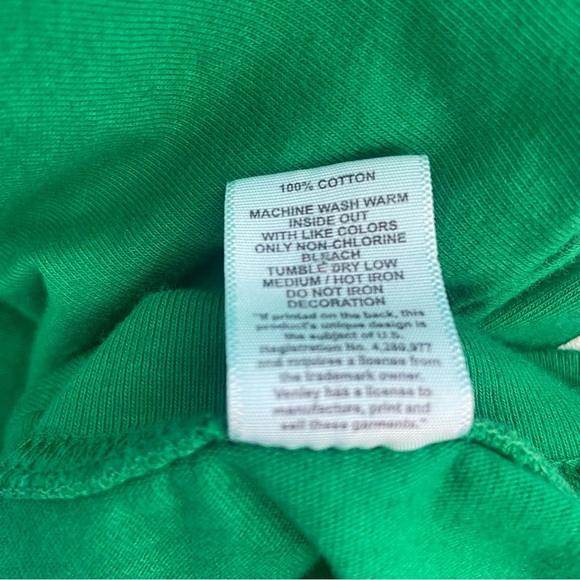 100% COTTON
MACHINE WASH WARM
INSIDE OUT
WITH LIKE COLORS
ONLY NON-CHLORINE
BLEACH
TUMBLE DRY LOW
MEDIUM / HOT IRON
DO NOT IRON
DECORATION
"If printed on the back, this
product's unique design is
the subject of U.S.
Registration No. 4,280,977
and requires a license from
the trademark owner.
Venley has a license to
manufacture, print and
sell these garments."